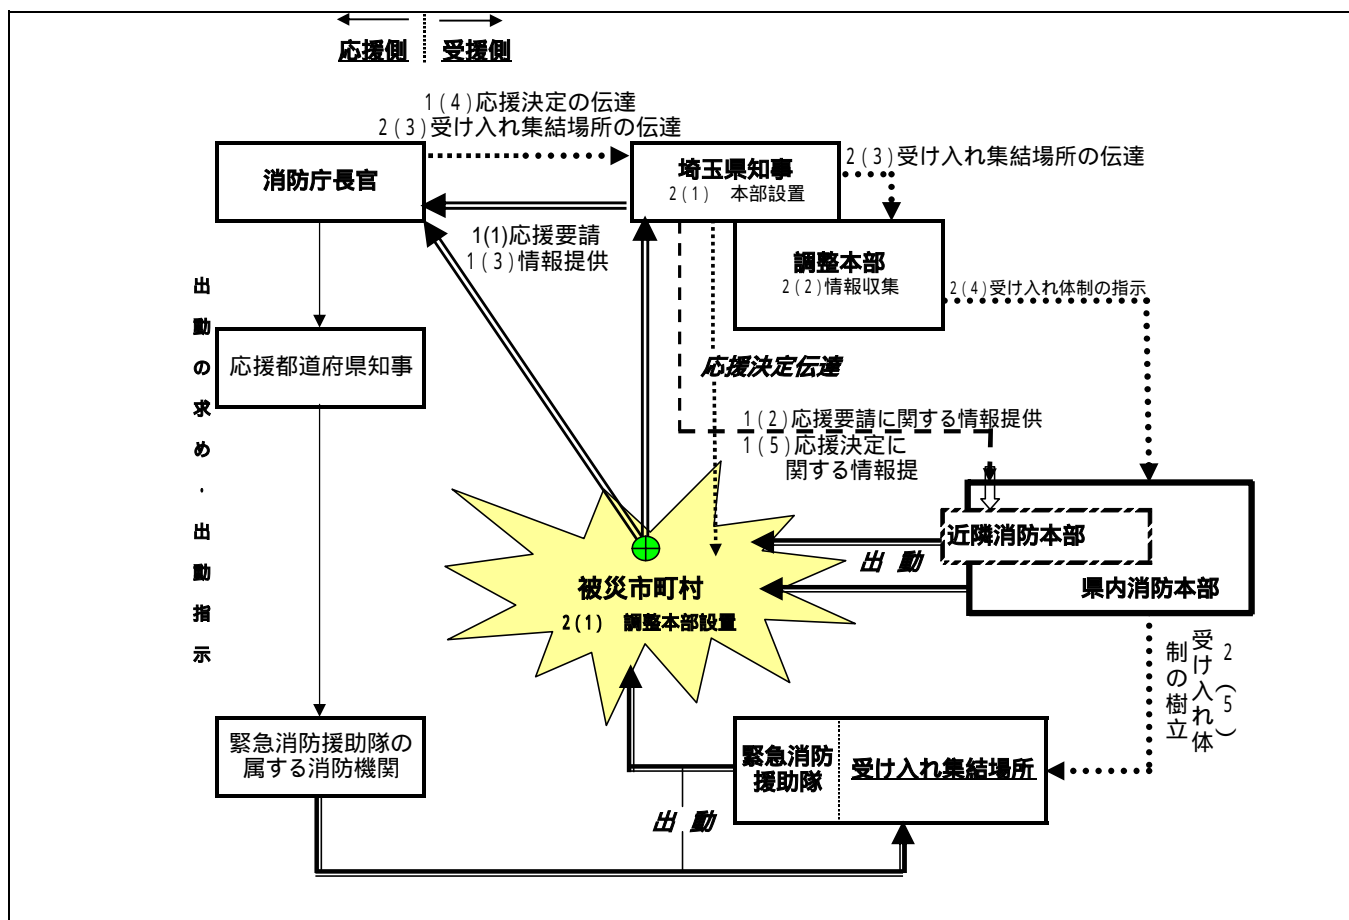 応援側
受援側
1(4)応援決定の伝達
2(3)受け入れ集結場所の伝達
消防庁長官
埼玉県知事
2(1) 本部設置
2(3)受け入れ集結場所の伝達
1(1)応援要請
1(3)情報提供
調整本部
2(2)情報収集
2(4)受け入れ体制の指示
出動の求め・出動指示
応援都道府県知事
応援決定伝達
1(2)応援要請に関する情報提供
1(5)応援決定に
関する情報提
近隣消防本部
県内消防本部
出 動
被災市町村
2(1) 調整本部設置
2(5)
受け入れ体
制の樹立
緊急消防援助隊の
属する消防機関
緊急消防
援助隊
受け入れ集結場所
出 動